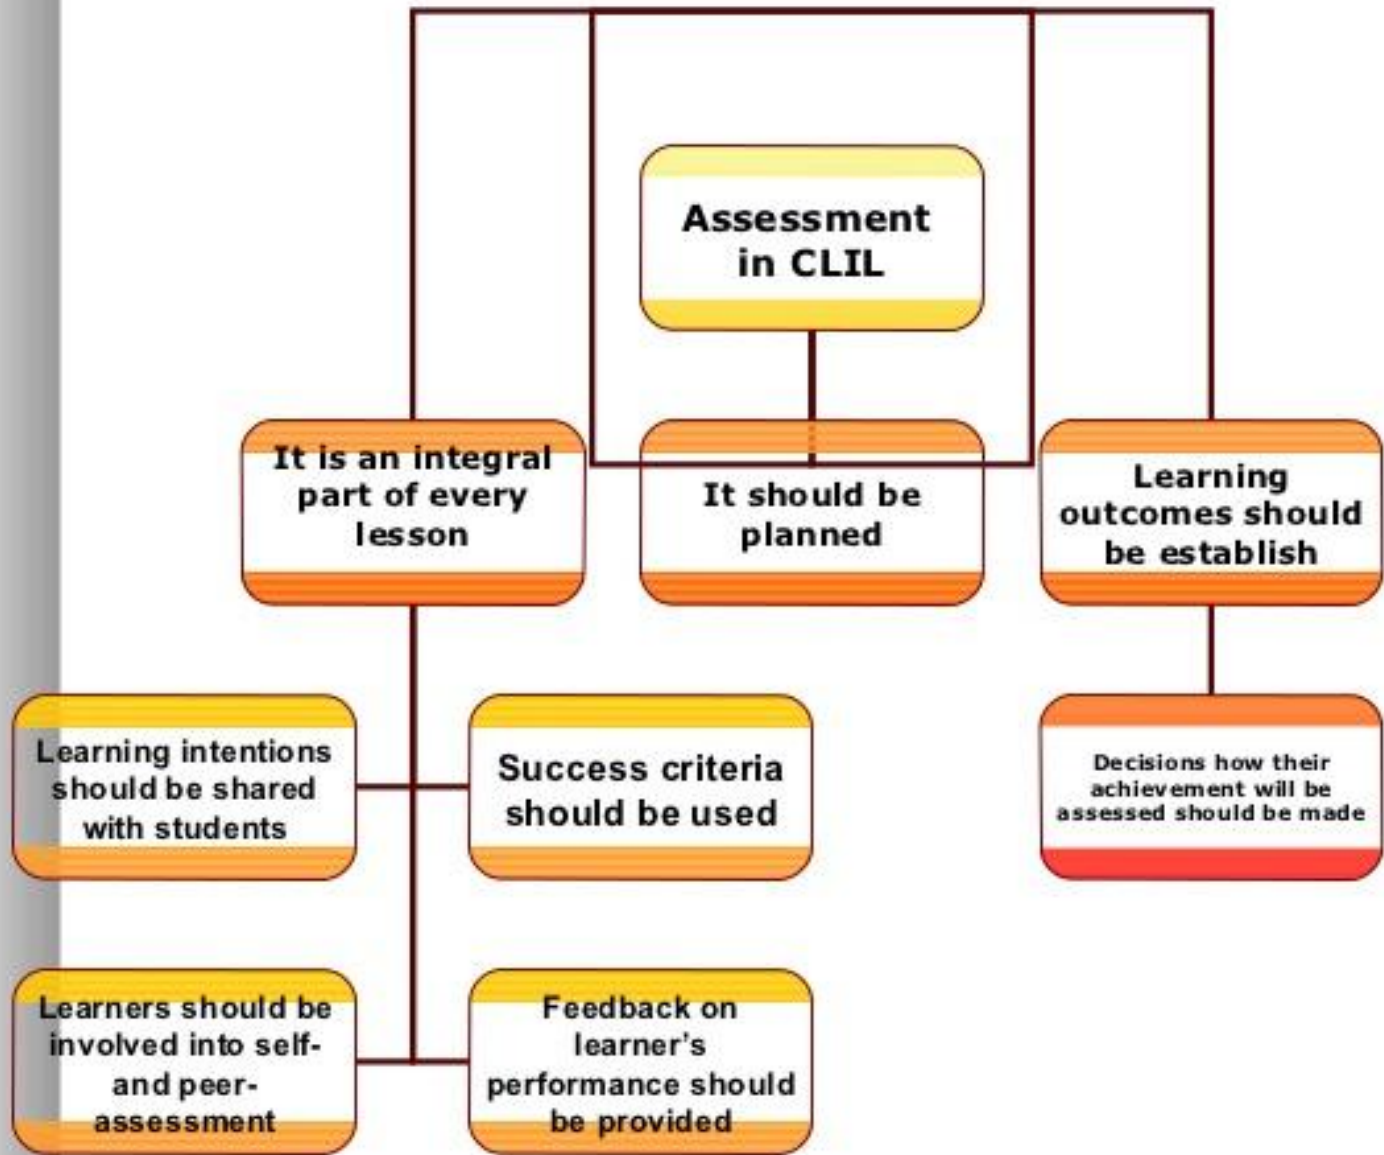 Assessment
in CLIL
It is an integral
part of every
lesson
It should be
planned
Learning
outcomes should
be establish
Learning intentions
should be shared
with students
Success criteria
should be used
Decisions how their
achievement will be
assessed should be made
Learners should be
involved into self-
and peer-
assessment
Feedback on
learner’s
performance should
be provided